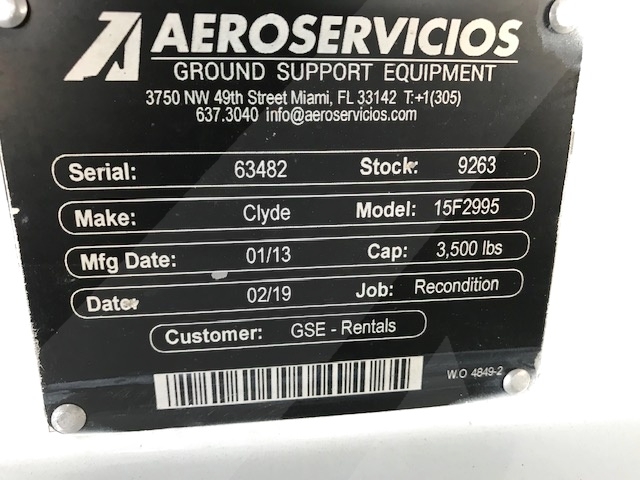 AEROSERVICIOS
GROUND SUPPORT EQUIPMENT
3750 NW 49th Street Miami, FL 33142 T:+1(305)
637.3040 info@aeroservicios.com
Serial: 63482 Stock: 9263
Make: Clyde Model: 15F2995
Mfg Date: 01/13 Cap: 3,500 lbs
Date: 02/19 Job: Recondition
Customer: GSE - Rentals
W.O 4849-2